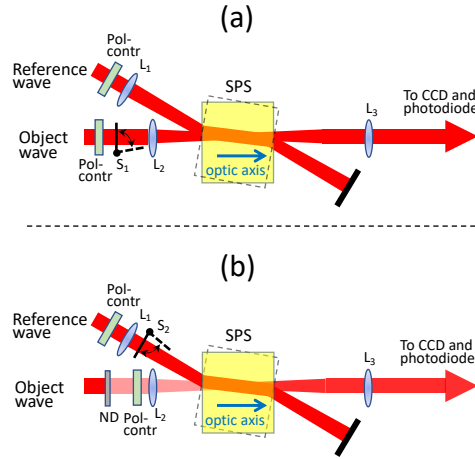 (a)
Pol-
contr
L1
Reference
wave
SPS
To CCD and
photodiode
L3
Object
wave
Pol-
contr
S1
L2
optic axis
(b)
Pol-
contr
L1
S2
Reference
wave
SPS
To CCD and
photodiode
L3
Object
wave
ND
Pol-
contr
L2
optic axis